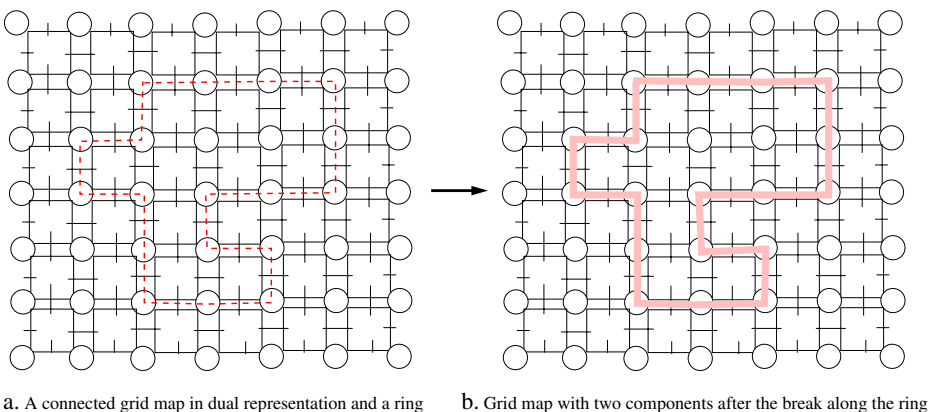 a. A connected grid map in dual representation and a ring
b. Grid map with two components after the break along the ring